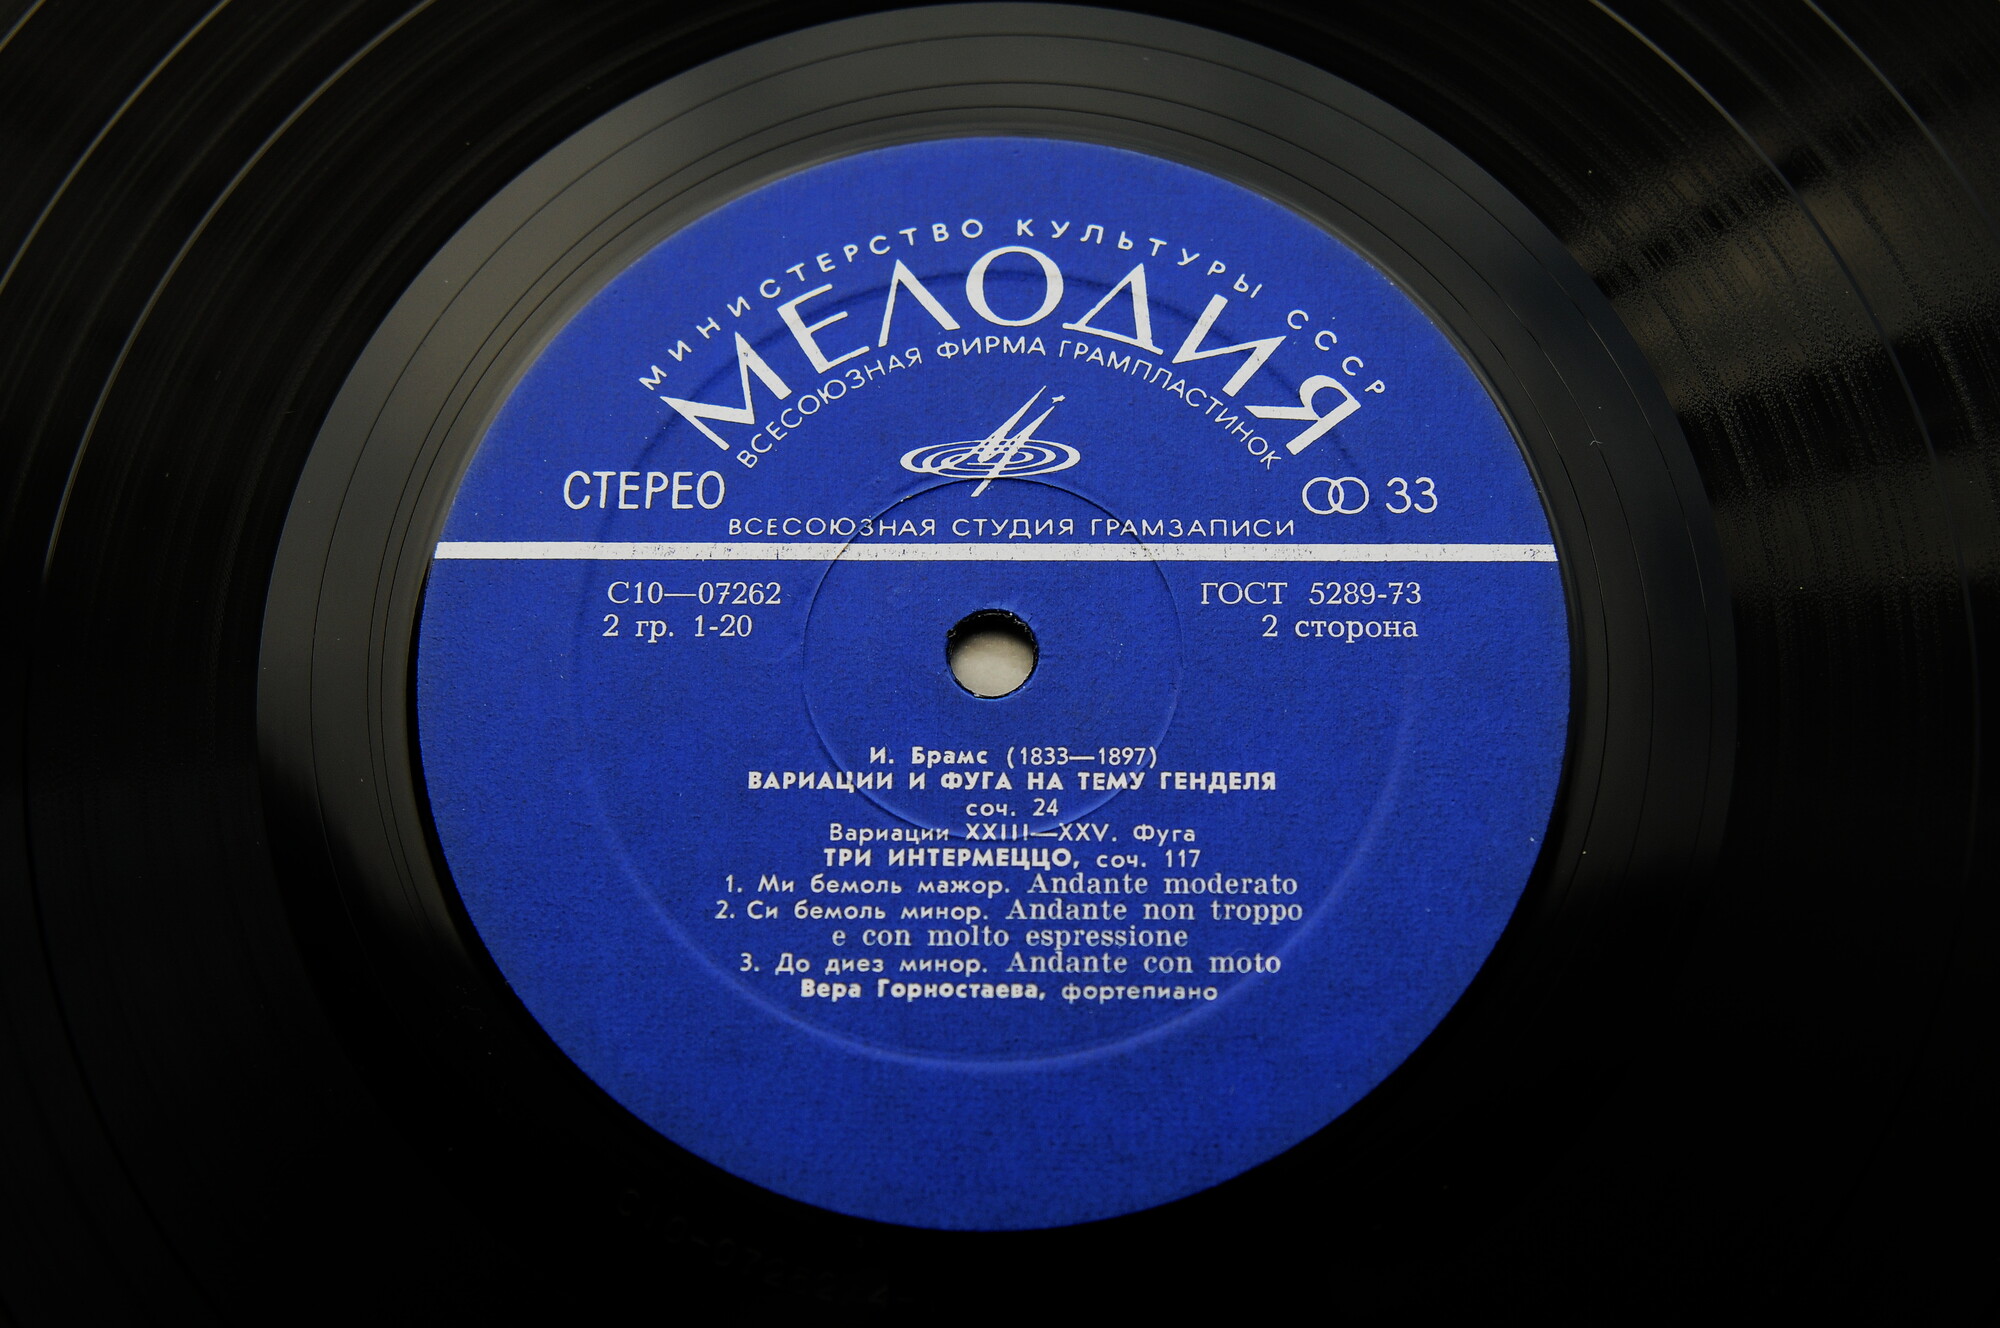 МИНИСТЕРСТВО КУЛЬТУРЫ СССР
МЕЛОДИЯ
ВСЕСОЮЗНАЯ ФИРМА ГРАМПЛАСТИНОК
СТЕРЕО
33
ВСЕСОЮЗНАЯ СТУДИЯ ГРАМЗАПИСИ
С10—07262
ГОСТ 5289-73
2 гр. 1-20
2 сторона
И. Брамс (1833—1897)
ВАРИАЦИИ И ФУГА НА ТЕМУ ГЕНДЕЛЯ
соч. 24
Вариации XXIII—XXV. Фуга
ТРИ ИНТЕРМЕЦЦО, соч. 117
1. Ми бемоль мажор. Andante moderato
2. Си бемоль минор. Andante non troppo
e con molto espressione
3. До диез минор. Andante con moto
Вера Горностаева, фортепиано